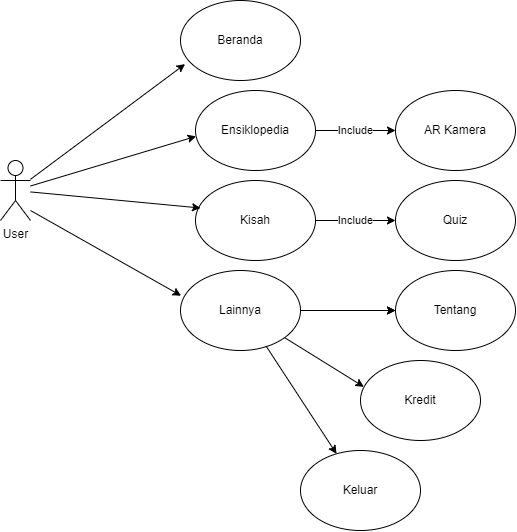 Beranda
Ensiklopedia
Include
AR Kamera
User
Kisah
Include
Quiz
Lainnya
Tentang
Kredit
Keluar